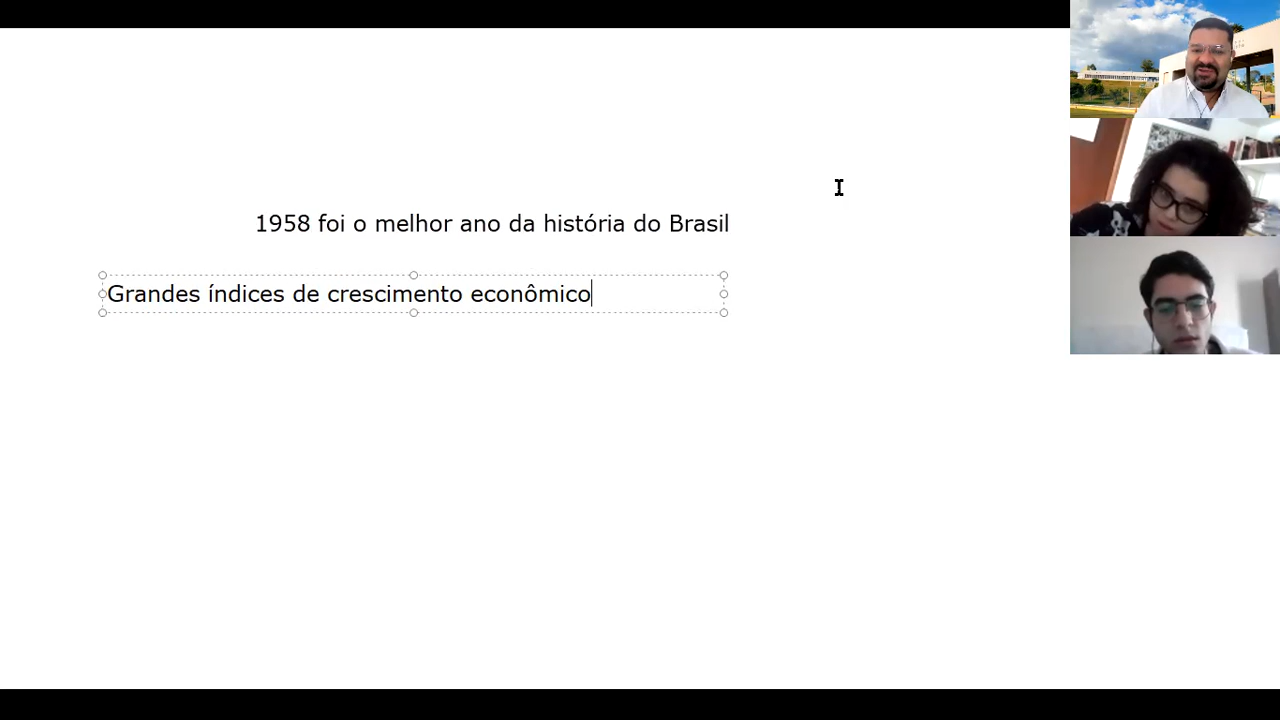 1958 foi o melhor ano da história do Brasil
Grandes índices de crescimento econômico